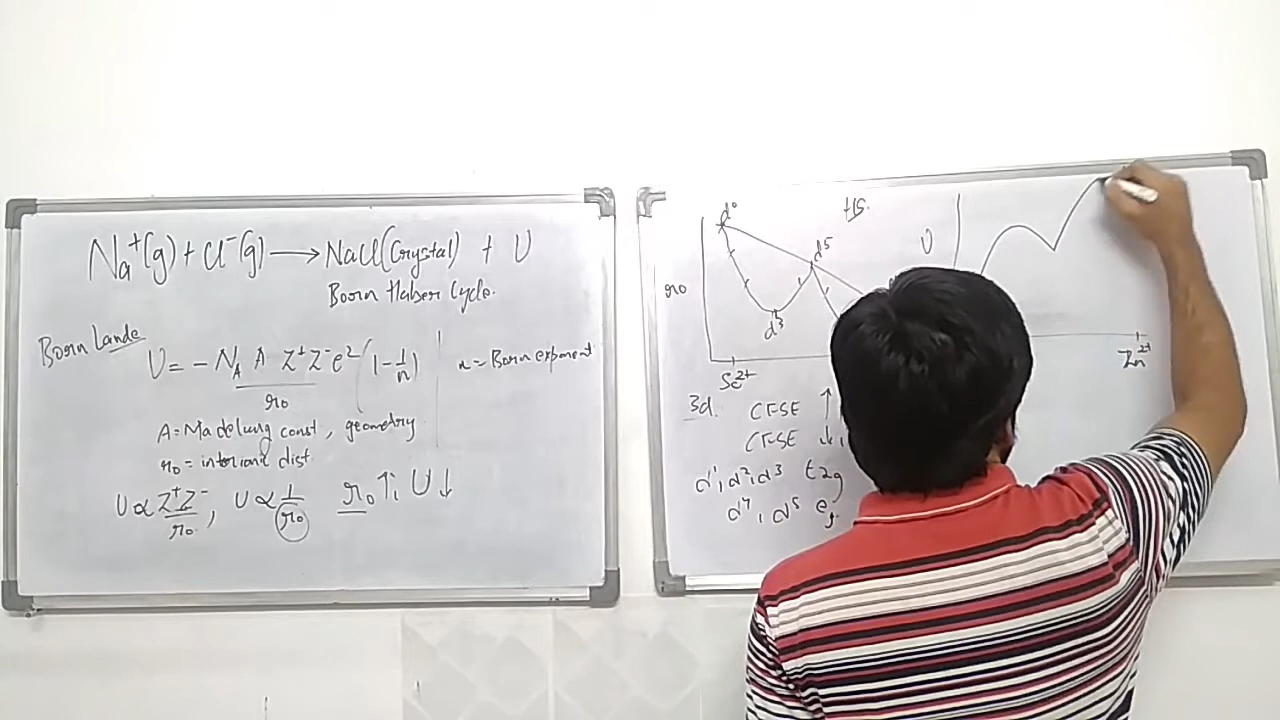 Na⁺(g) + Cl⁻(g) ⟶ NaCl(Crystal) + U
Born Haber Cycle.
Born Lande
U = - N_A A Z⁺Z⁻e² (1 - 1/n)
r₀
n = Born exponent
A = Madelung const, geometry
r₀ = interionic dist
U ∝ Z⁺Z⁻/r₀, U ∝ 1/r₀ r₀ ↑, U ↓
HS.
d⁰
d⁵
r₀
d³
Sc²⁺
3d.
CFSE ↑
CFSE ↓
d¹, d², d³ t2g
d⁴, d⁵ eg
U
Zn²⁺